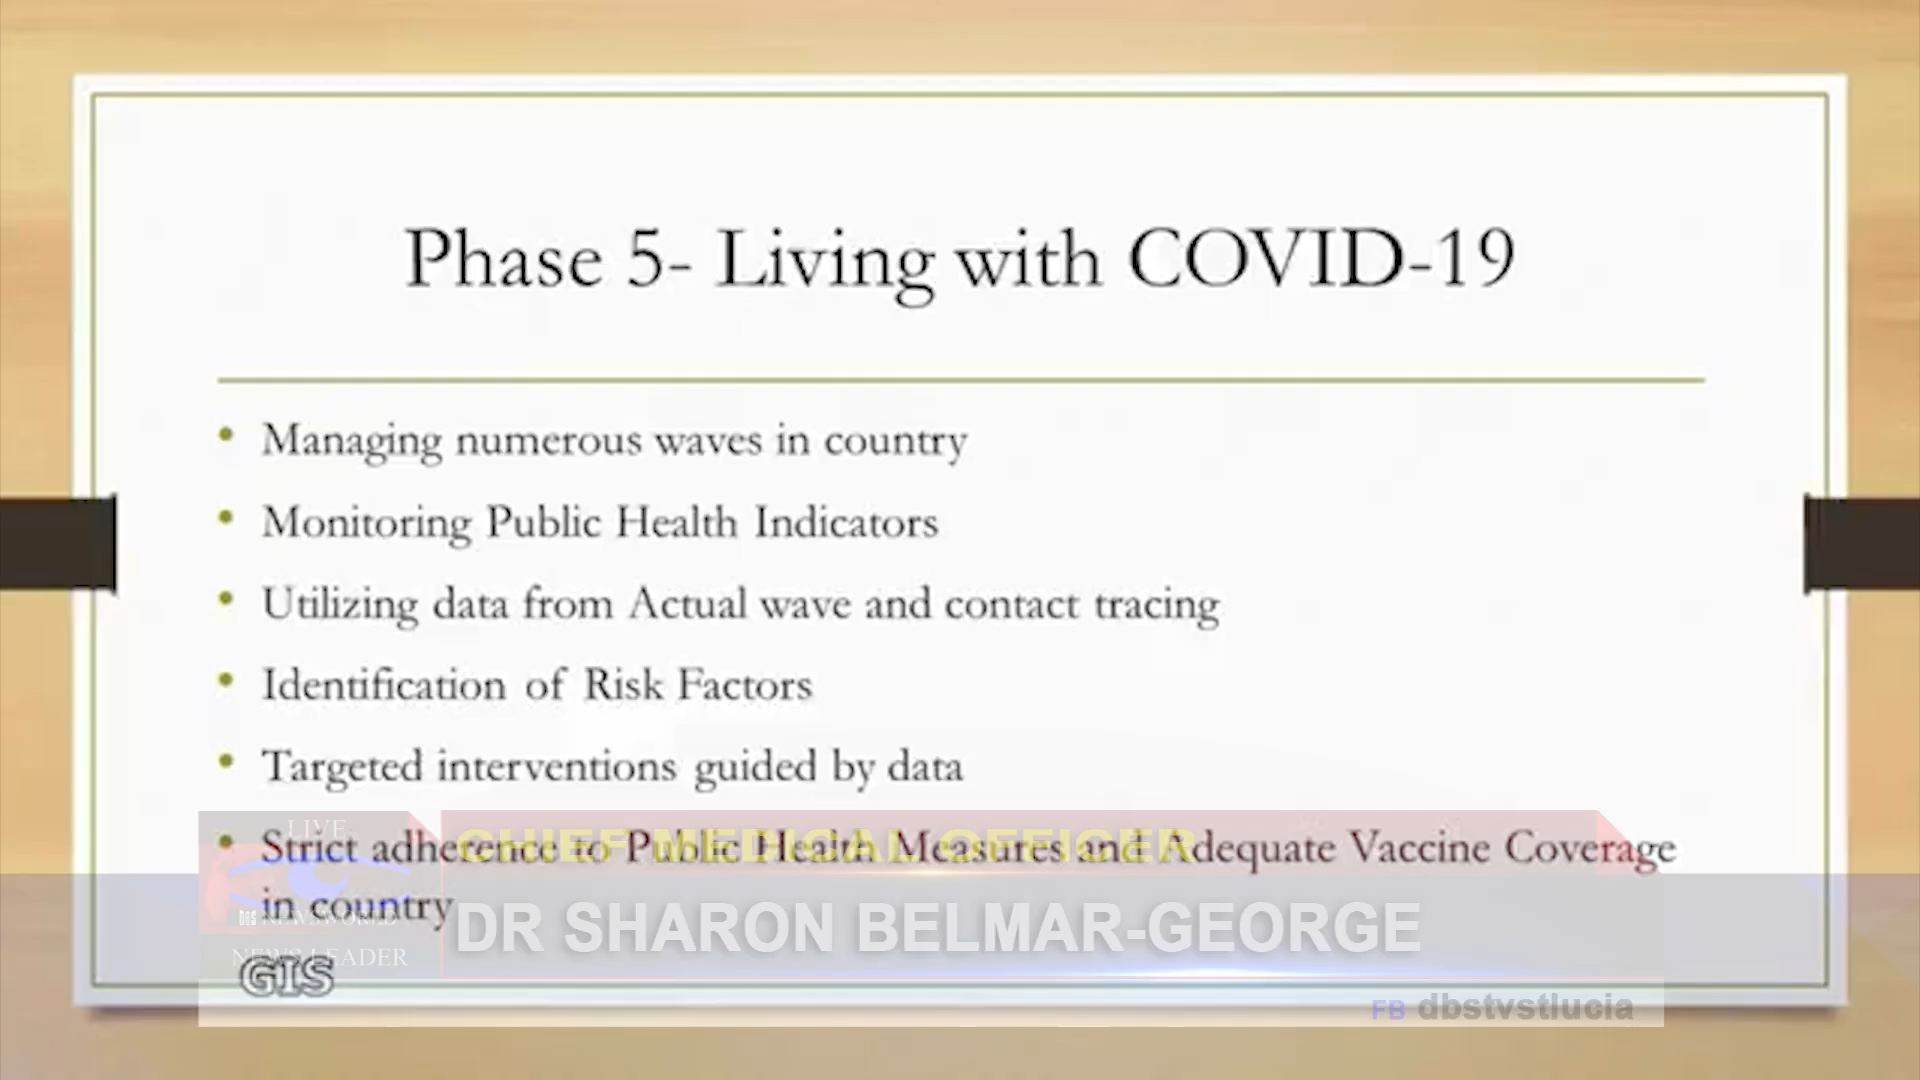 Phase 5- Living with COVID-19
• Managing numerous waves in country
• Monitoring Public Health Indicators
• Utilizing data from Actual wave and contact tracing
• Identification of Risk Factors
• Targeted interventions guided by data
• Strict adherence to Public Health Measures and Adequate Vaccine Coverage
in country
LIVE
CHIEF MEDICAL OFFICER
DBS NEWSWORLD
DR SHARON BELMAR-GEORGE
NEWS LEADER
GIS
FB dbstvstlucia